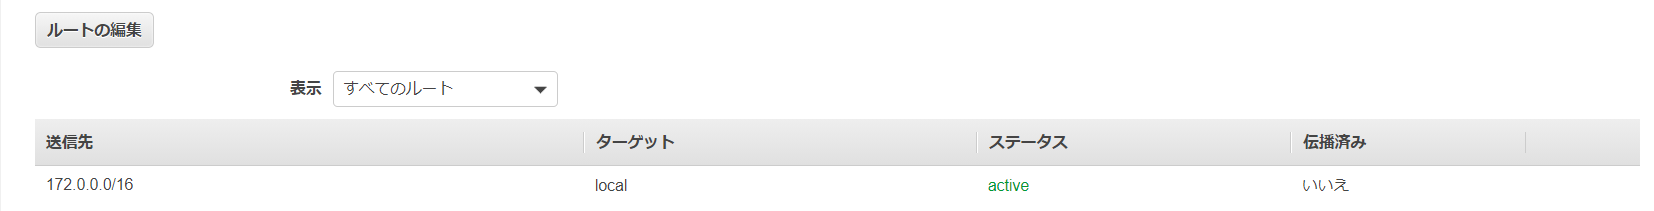 ルートの編集
表示 すべてのルート
送信先 ターゲット ステータス 伝播済み
172.0.0.0/16 local active いいえ